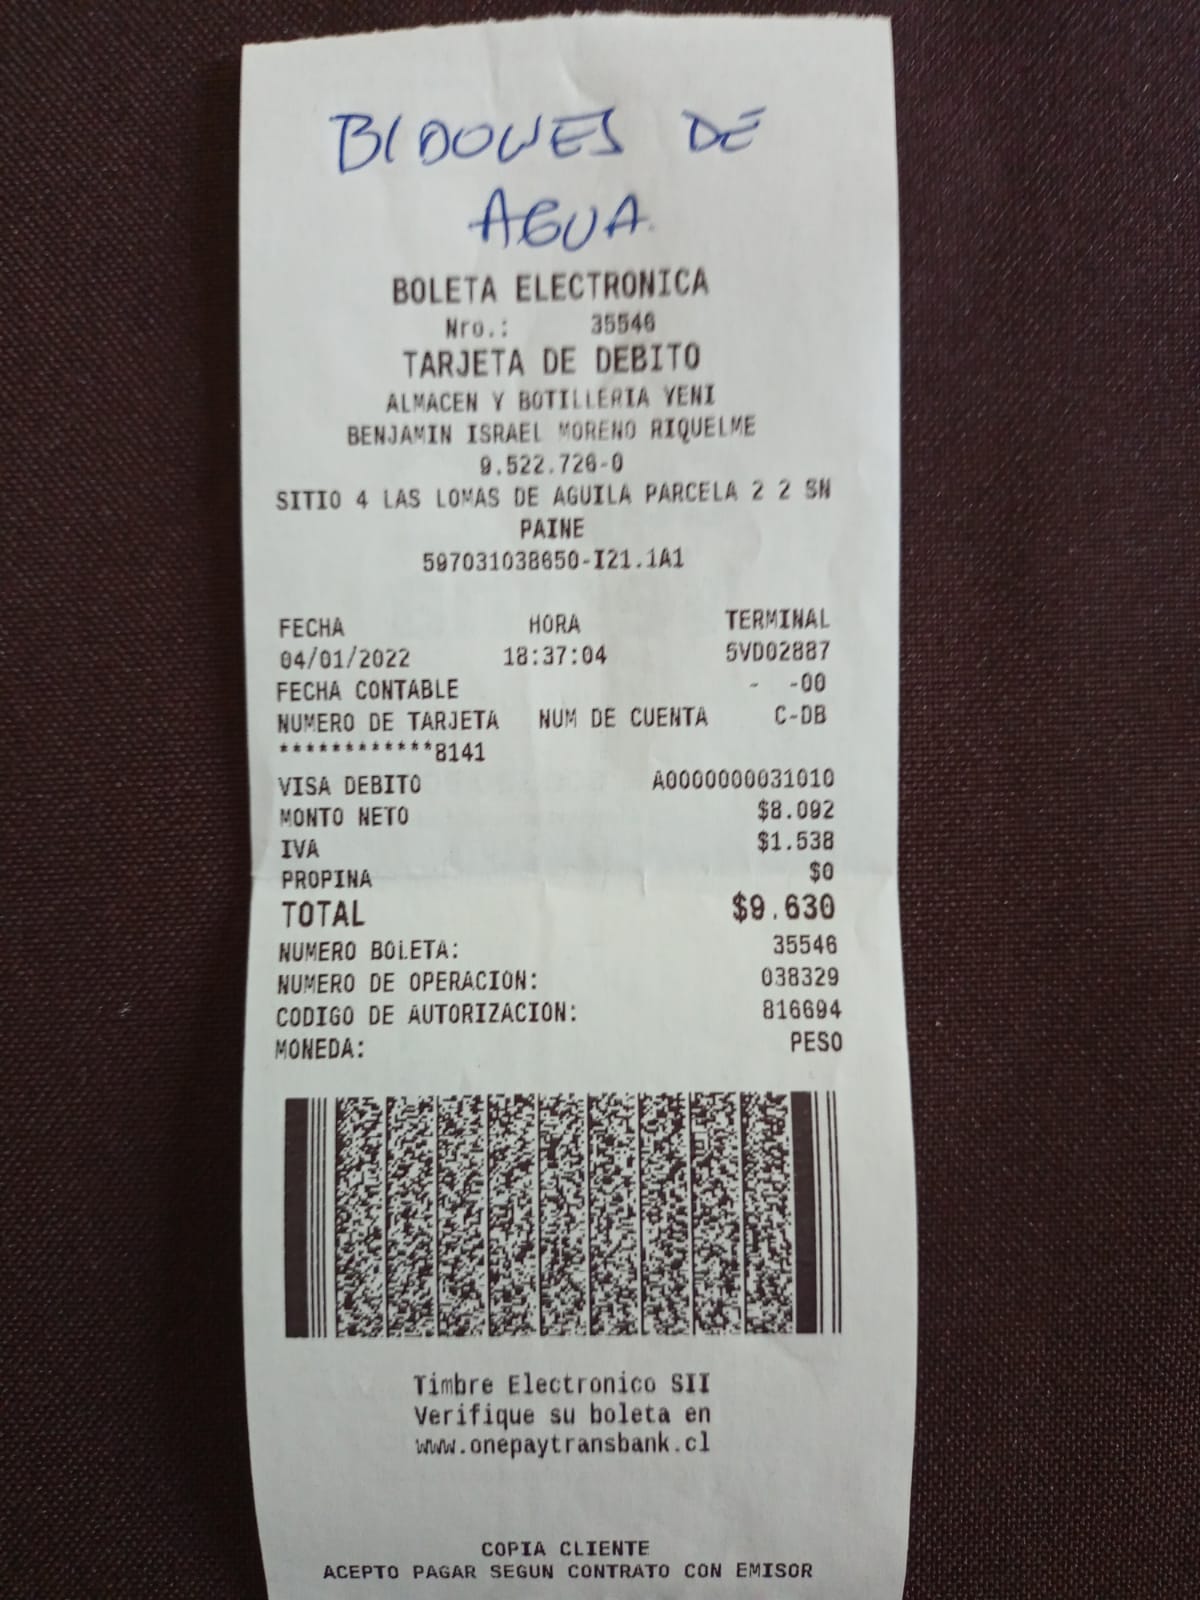 BIDONES DE
AGUA.
BOLETA ELECTRONICA
Nro.: 35546
TARJETA DE DEBITO
ALMACEN Y BOTILLERIA YENI
BENJAMIN ISRAEL MORENO RIQUELME
9.522.726-0
SITIO 4 LAS LOMAS DE AGUILA PARCELA 2 2 SN
PAINE
597031038650-I21.1A1
FECHA HORA TERMINAL
04/01/2022 18:37:04 5VD02887
FECHA CONTABLE - -00
NUMERO DE TARJETA NUM DE CUENTA C-DB
************8141
VISA DEBITO A0000000031010
MONTO NETO $8.092
IVA $1.538
PROPINA $0
TOTAL $9.630
NUMERO BOLETA: 35546
NUMERO DE OPERACION: 038329
CODIGO DE AUTORIZACION: 816694
MONEDA: PESO
Timbre Electronico SII
Verifique su boleta en
www.onepaytransbank.cl
COPIA CLIENTE
ACEPTO PAGAR SEGUN CONTRATO CON EMISOR